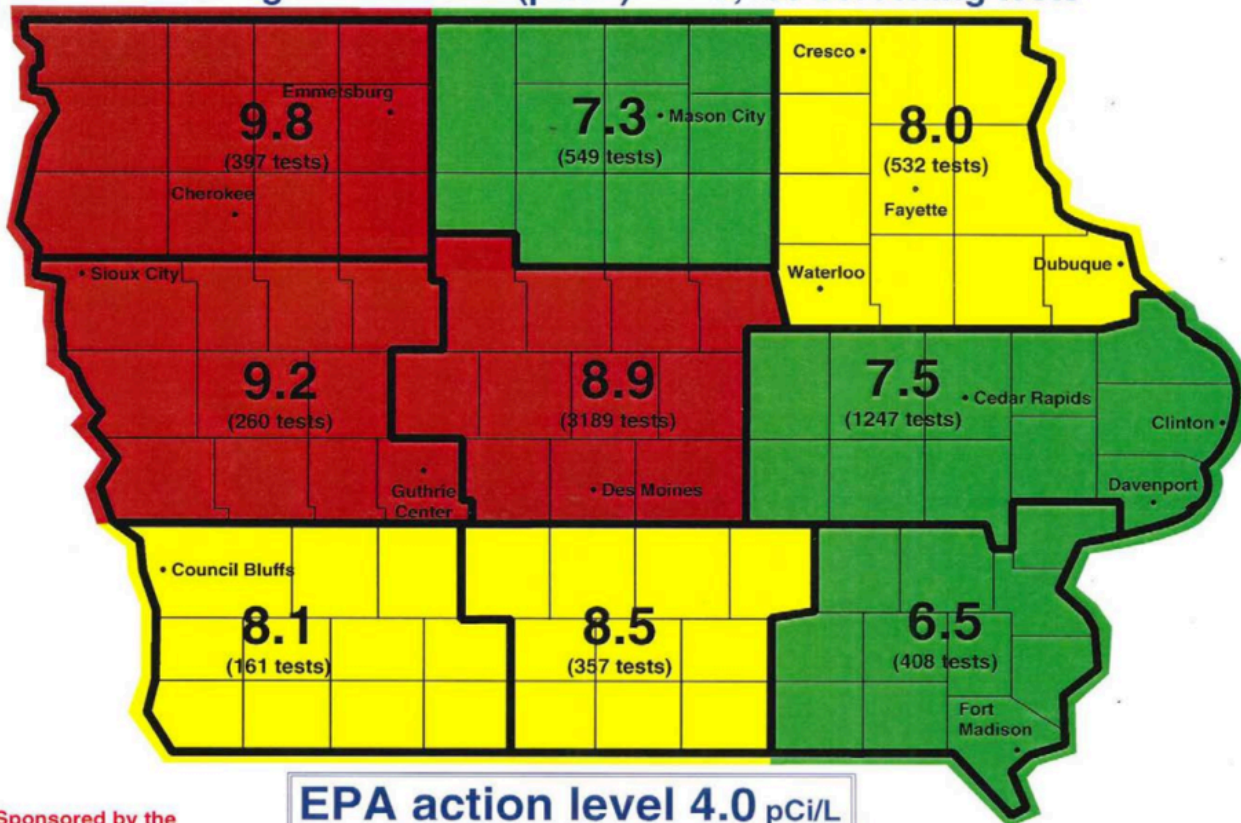 Cresco
Emmetsburg
9.8
(397 tests)
Cherokee
7.3
Mason City
(549 tests)
8.0
(532 tests)
Fayette
Waterloo
Dubuque
Sioux City
9.2
(260 tests)
Guthrie
Center
8.9
(3189 tests)
Des Moines
7.5
Cedar Rapids
(1247 tests)
Clinton
Davenport
Council Bluffs
8.1
(161 tests)
8.5
(357 tests)
6.5
(408 tests)
Fort
Madison
EPA action level 4.0 pCi/L
Sponsored by the